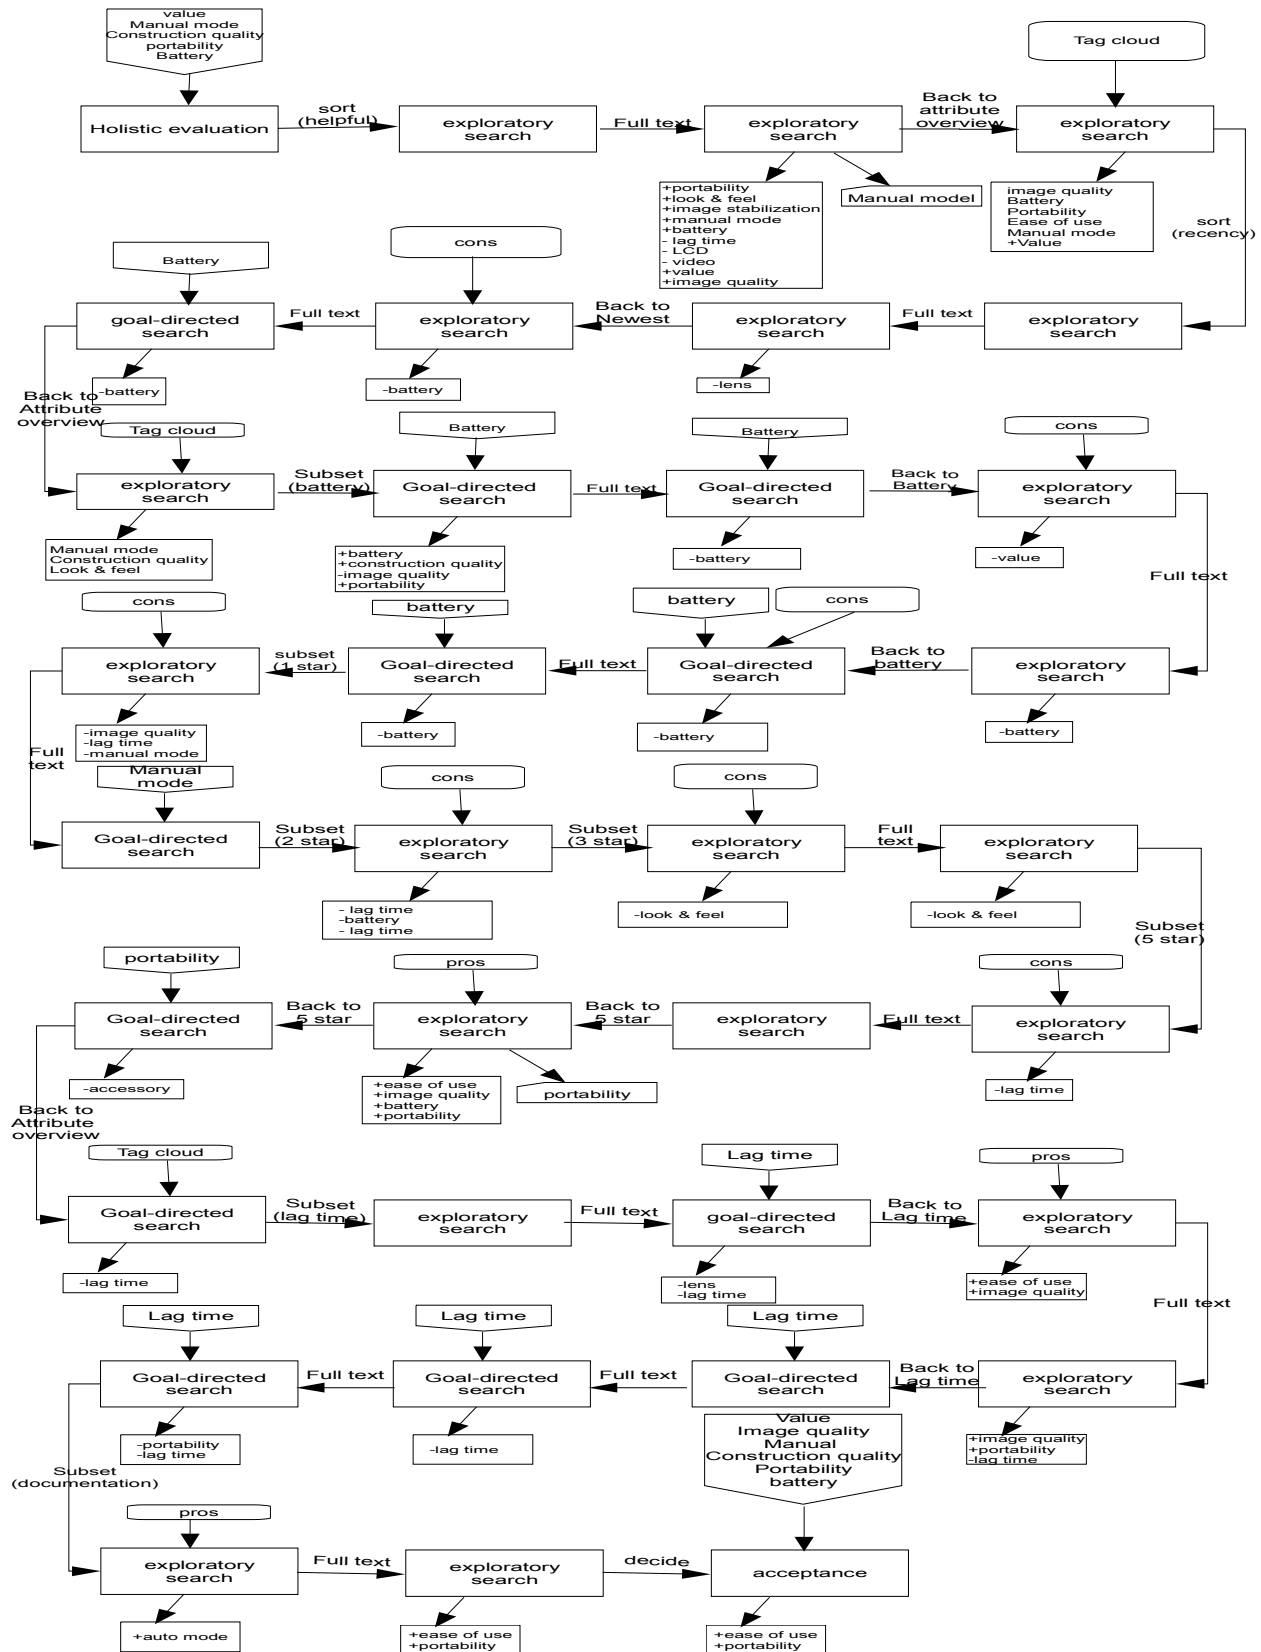 value
Manual mode
Construction quality
portability
Battery
Tag cloud
Holistic evaluation
sort
(helpful)
exploratory
search
Full text
exploratory
search
Back to
attribute
overview
exploratory
search
+portability
+look & feel
+image stabilization
+manual mode
+battery
- lag time
- LCD
- video
+value
+image quality
Manual model
image quality
Battery
Portability
Ease of use
Manual mode
+Value
sort
(recency)
Battery
cons
goal-directed
search
Full text
exploratory
search
Back to
Newest
exploratory
search
Full text
exploratory
search
-battery
-battery
-lens
Back to
Attribute
overview
Tag cloud
Battery
Battery
cons
exploratory
search
Subset
(battery)
Goal-directed
search
Full text
Goal-directed
search
Back to
Battery
exploratory
search
Manual mode
Construction quality
Look & feel
+battery
+construction quality
-image quality
+portability
-battery
-value
Full text
cons
battery
battery
cons
exploratory
search
subset
(1 star)
Goal-directed
search
Full text
Goal-directed
search
Back to
battery
exploratory
search
-image quality
-lag time
-manual mode
-battery
-battery
-battery
Full
text
Manual
mode
cons
cons
Goal-directed
search
Subset
(2 star)
exploratory
search
Subset
(3 star)
exploratory
search
Full
text
exploratory
search
- lag time
-battery
- lag time
-look & feel
-look & feel
Subset
(5 star)
portability
pros
cons
Goal-directed
search
Back to
5 star
exploratory
search
Back to
5 star
exploratory
search
Full text
exploratory
search
-accessory
+ease of use
+image quality
+battery
+portability
portability
-lag time
Back to
Attribute
overview
Tag cloud
Lag time
pros
Goal-directed
search
Subset
(lag time)
exploratory
search
Full text
goal-directed
search
Back to
Lag time
exploratory
search
-lag time
-lens
-lag time
+ease of use
+image quality
Full text
Lag time
Lag time
Lag time
Goal-directed
search
Full text
Goal-directed
search
Full text
Goal-directed
search
Back to
Lag time
exploratory
search
-portability
-lag time
-lag time
Value
Image quality
Manual
Construction quality
Portability
battery
+image quality
+portability
-lag time
Subset
(documentation)
pros
exploratory
search
Full text
exploratory
search
decide
acceptance
+auto mode
+ease of use
+portability
+ease of use
+portability